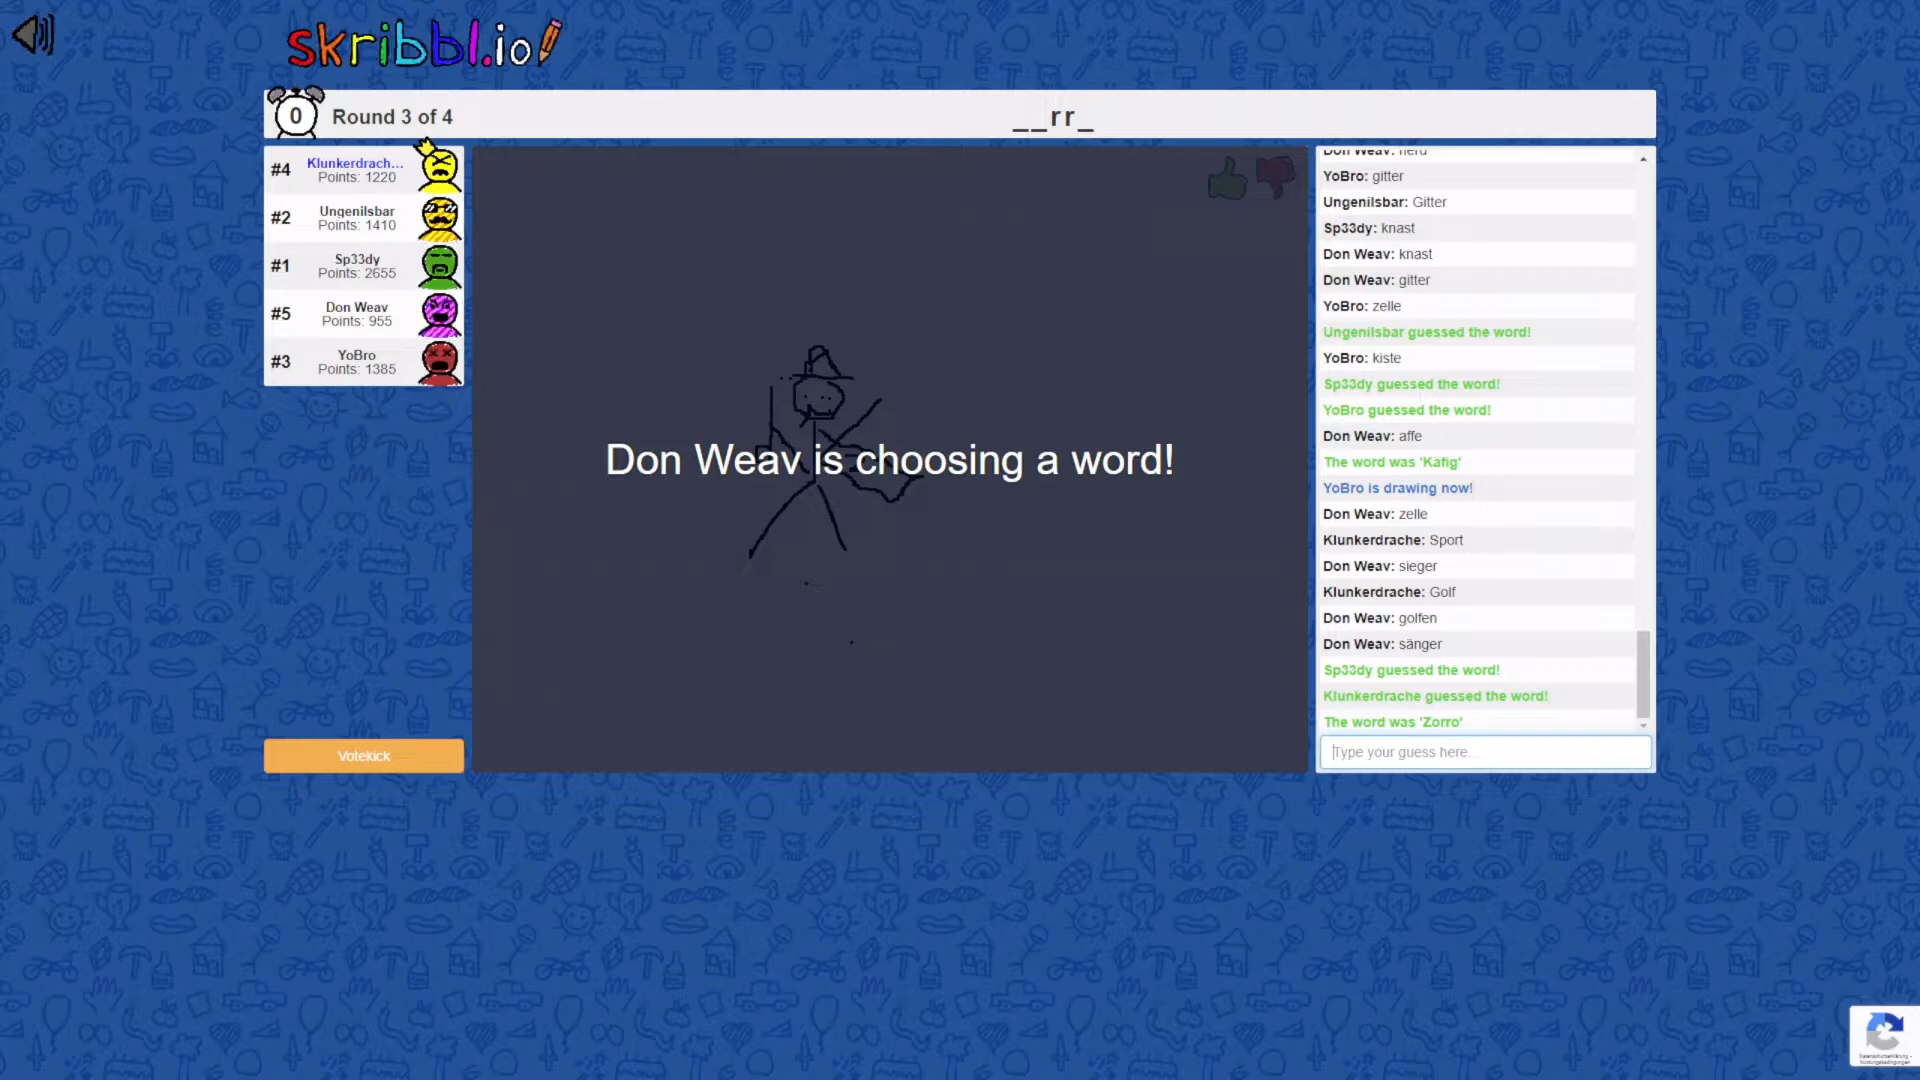 skribbl.io
0 Round 3 of 4 __rr_
#4 Klunkerdrach...
Points: 1220
#2 Ungenilsbar
Points: 1410
#1 Sp33dy
Points: 2655
#5 Don Weav
Points: 955
#3 YoBro
Points: 1385
Votekick
Don Weav is choosing a word!
Don Weav: nerd
YoBro: gitter
Ungenilsbar: Gitter
Sp33dy: knast
Don Weav: knast
Don Weav: gitter
YoBro: zelle
Ungenilsbar guessed the word!
YoBro: kiste
Sp33dy guessed the word!
YoBro guessed the word!
Don Weav: affe
The word was 'Käfig'
YoBro is drawing now!
Don Weav: zelle
Klunkerdrache: Sport
Don Weav: sieger
Klunkerdrache: Golf
Don Weav: golfen
Don Weav: sänger
Sp33dy guessed the word!
Klunkerdrache guessed the word!
The word was 'Zorro'
Type your guess here...
Datenschutzerklärung -
Nutzungsbedingungen